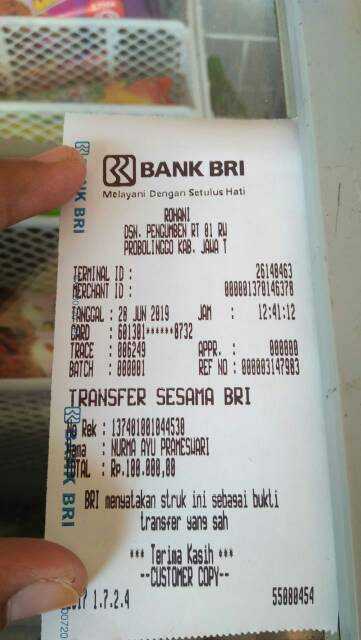 BANK BRI
Melayani Dengan Setulus Hati
ROHANI
DSN. PENGUMBEN RT 01 RW
PROBOLINGGO KAB. JAWA T
TERMINAL ID : 26148463
MERCHANT ID : 000001370146370
TANGGAL : 28 JUN 2019 JAM : 12:41:12
CARD : 601301******0732
TRACE : 006249 APPR. : 000000
BATCH : 000001 REF NO : 000003147983
TRANSFER SESAMA BRI
No Rek : 137401001044530
Nama : NURMA AYU PRAMESWARI
TOTAL : Rp.100.000,00
BRI menyatakan struk ini sebagai bukti
transfer yang sah
*** Terima Kasih ***
--CUSTOMER COPY--
1.7.2.4 55080454
BANK BRI
BANK BRI